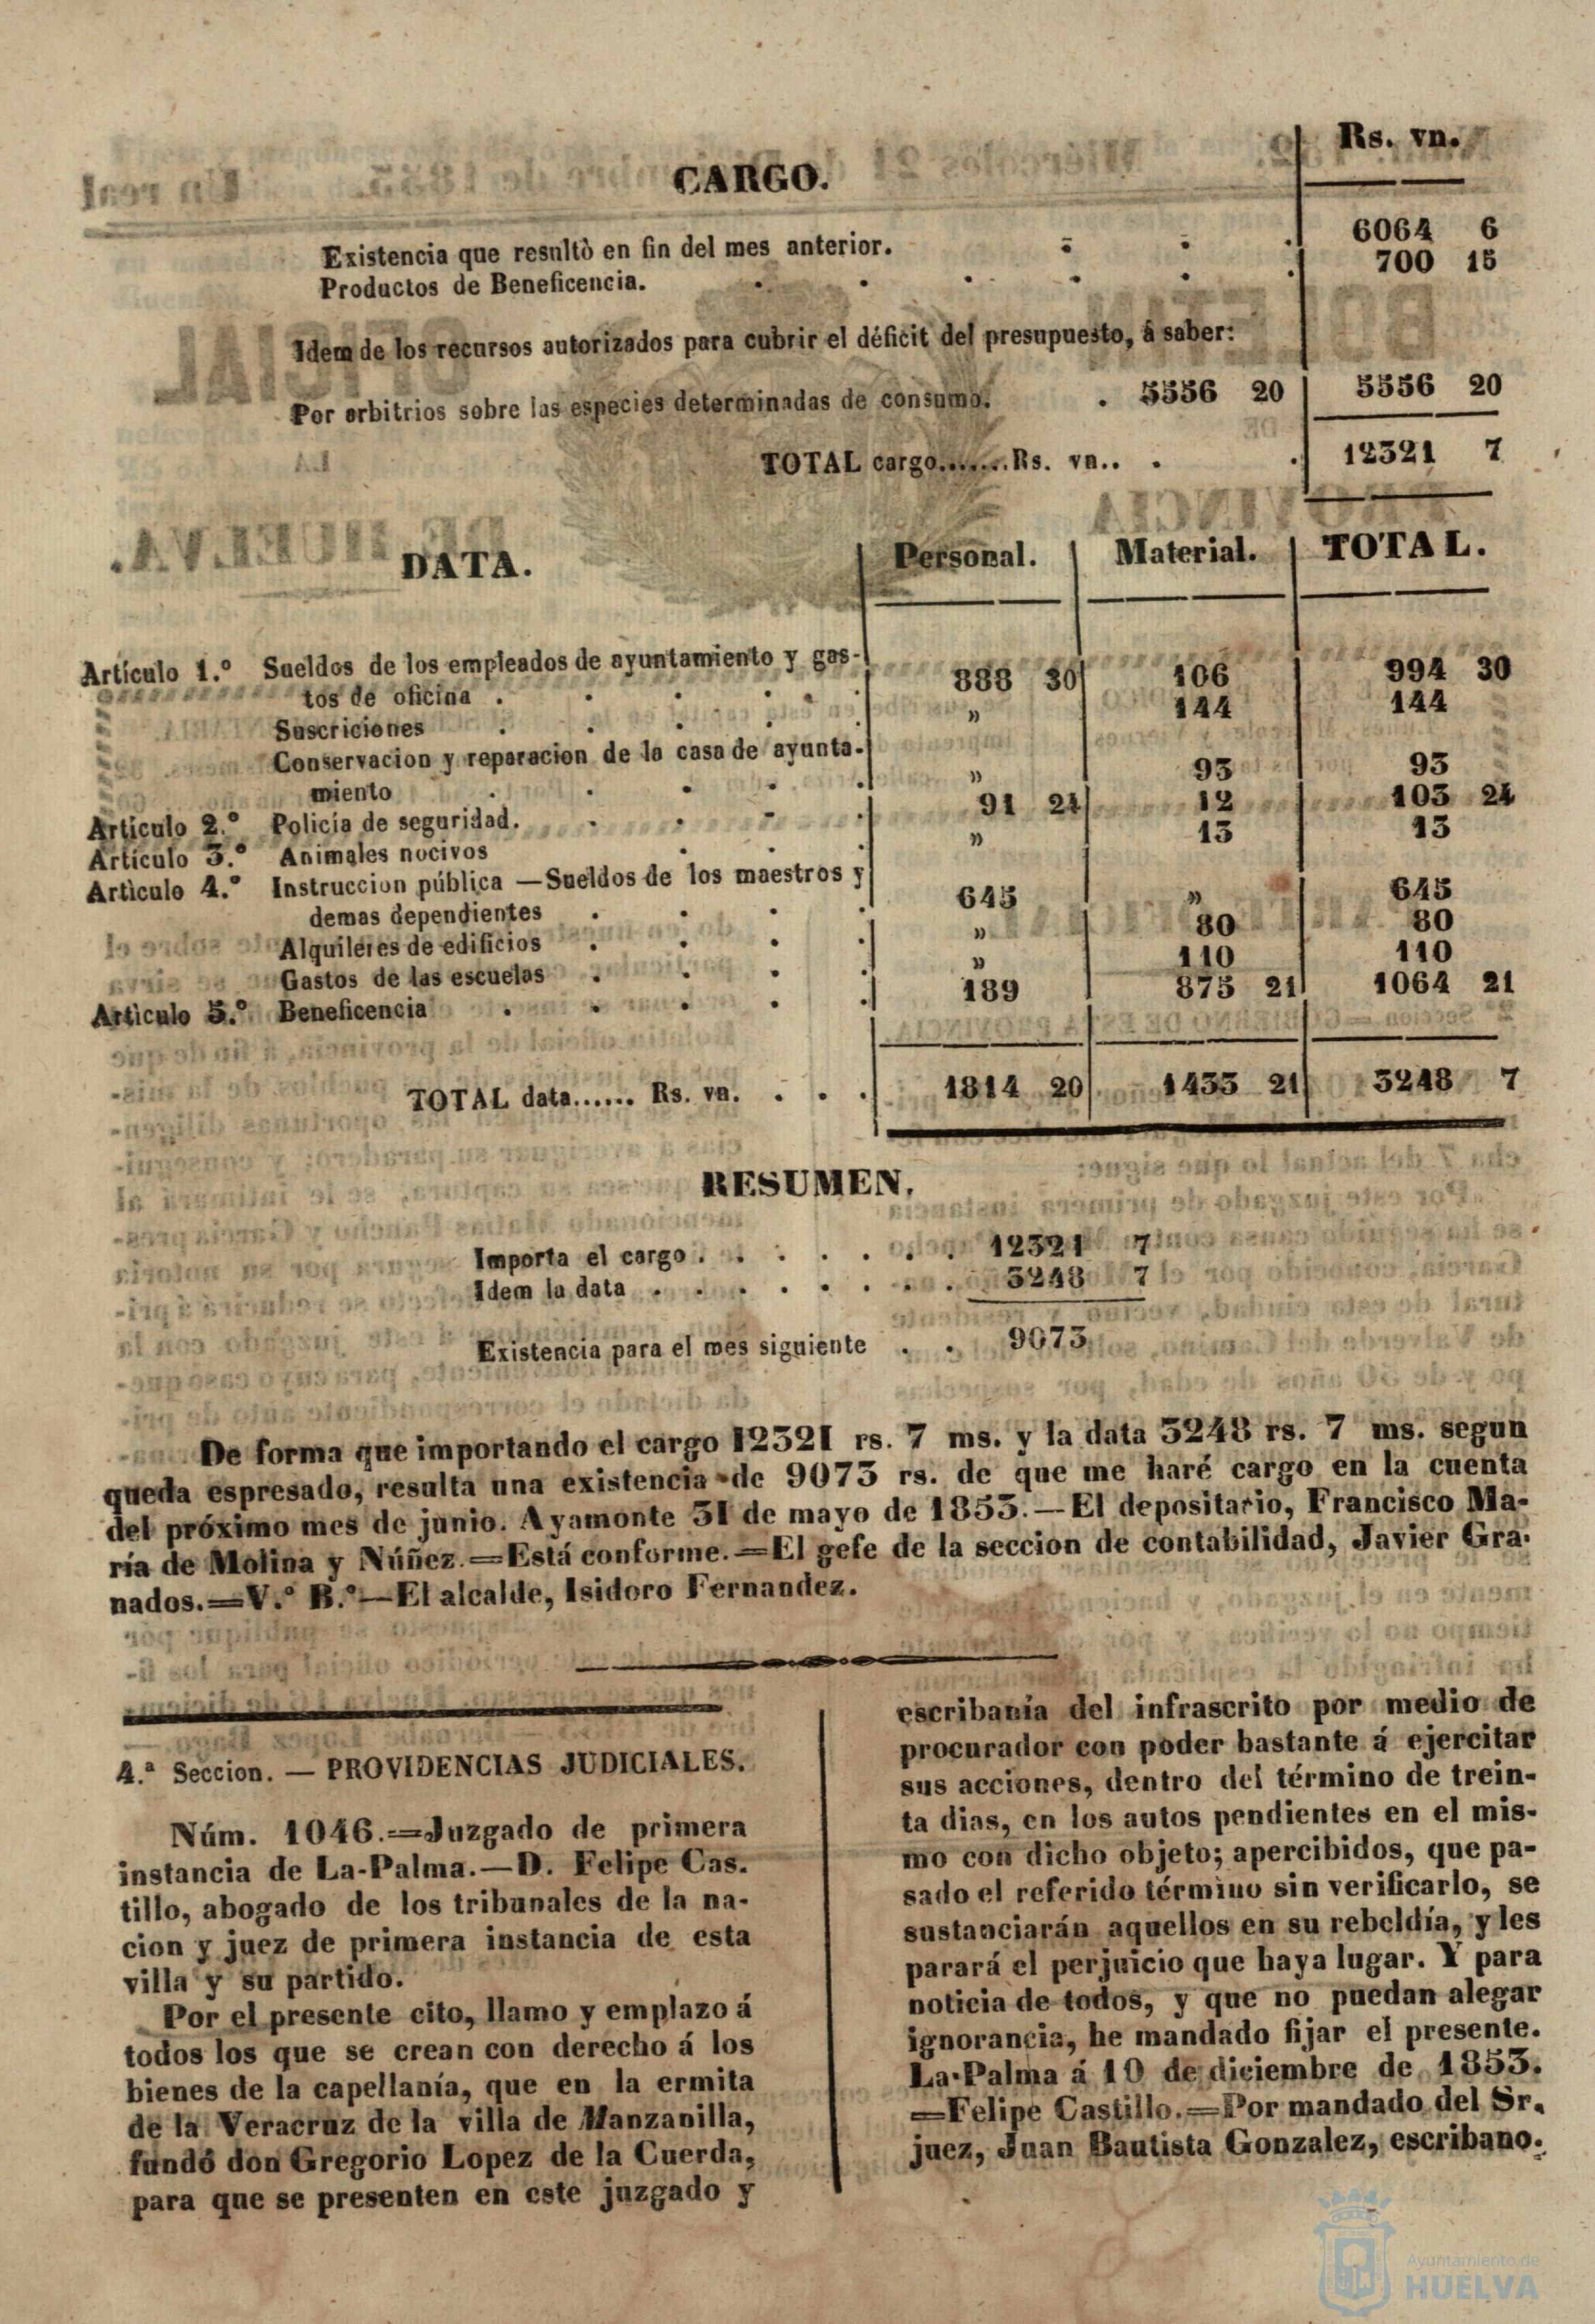 Rs. vn.
CARGO.
Existencia que resultò en fin del mes anterior. . . . 6064 6
Productos de Beneficencia. . . . . . . 700 15
Idem de los recursos autorizados para cubrir el déficit del presupuesto, á saber:
Por arbitrios sobre las especies determinadas de consumo. . 5556 20 5556 20
TOTAL cargo.......Rs. vn.. . . 12321 7
DATA. Personal. Material. TOTAL.
Artículo 1.º Sueldos de los empleados de ayuntamiento y gas-
tos de oficina . . . . . 888 30 106 994 30
Suscriciones . . . . . » 144 144
Conservacion y reparacion de la casa de ayunta-
miento . . . . . » 93 93
Artículo 2.º Policía de seguridad. . . . . 91 24 12 103 24
Artículo 3.º Animales nocivos . . . » 13 13
Artículo 4.º Instruccion pública —Sueldos de los maestros y
demas dependientes . . . . 645 » 645
Alquileres de edificios . . . . » 80 80
Gastos de las escuelas . . . . » 110 110
Artìculo 5.º Beneficencia . . . . . 189 875 21 1064 21
TOTAL data...... Rs. vn. . . . 1814 20 1433 21 3248 7
RESUMEN.
Importa el cargo . . . . . . . 12321 7
Idem la data . . . . . . . . 3248 7
Existencia para el mes siguiente . . 9073
De forma que importando el cargo 12321 rs. 7 ms. y la data 3248 rs. 7 ms. segun
queda espresado, resulta una existencia de 9073 rs. de que me haré cargo en la cuenta
del próximo mes de junio. Ayamonte 31 de mayo de 1853.—El depositario, Francisco Ma-
ría de Molina y Núñez.=Está conforme.=El gefe de la seccion de contabilidad, Javier Gra-
nados.=V.º B.º—El alcalde, Isidoro Fernandez.
4.ª Seccion. — PROVIDENCIAS JUDICIALES.
Núm. 1046.=Juzgado de primera
instancia de La-Palma.—D. Felipe Cas.
tillo, abogado de los tribunales de la na-
cion y juez de primera instancia de esta
villa y su partido.
Por el presente cito, llamo y emplazo á
todos los que se crean con derecho á los
bienes de la capellanía, que en la ermita
de la Veracruz de la villa de Manzanilla,
fundó don Gregorio Lopez de la Cuerda,
para que se presenten en este juzgado y
escribanía del infrascrito por medio de
procurador con poder bastante á ejercitar
sus acciones, dentro del término de trein-
ta dias, en los autos pendientes en el mis-
mo con dicho objeto; apercibidos, que pa-
sado el referido término sin verificarlo, se
sustanciarán aquellos en su rebeldía, y les
parará el perjuicio que haya lugar. Y para
noticia de todos, y que no puedan alegar
ignorancia, he mandado fijar el presente.
La-Palma á 10 de diciembre de 1853.
=Felipe Castillo.=Por mandado del Sr.
juez, Juan Bautista Gonzalez, escribano.
Ayuntamiento de
HUELVA